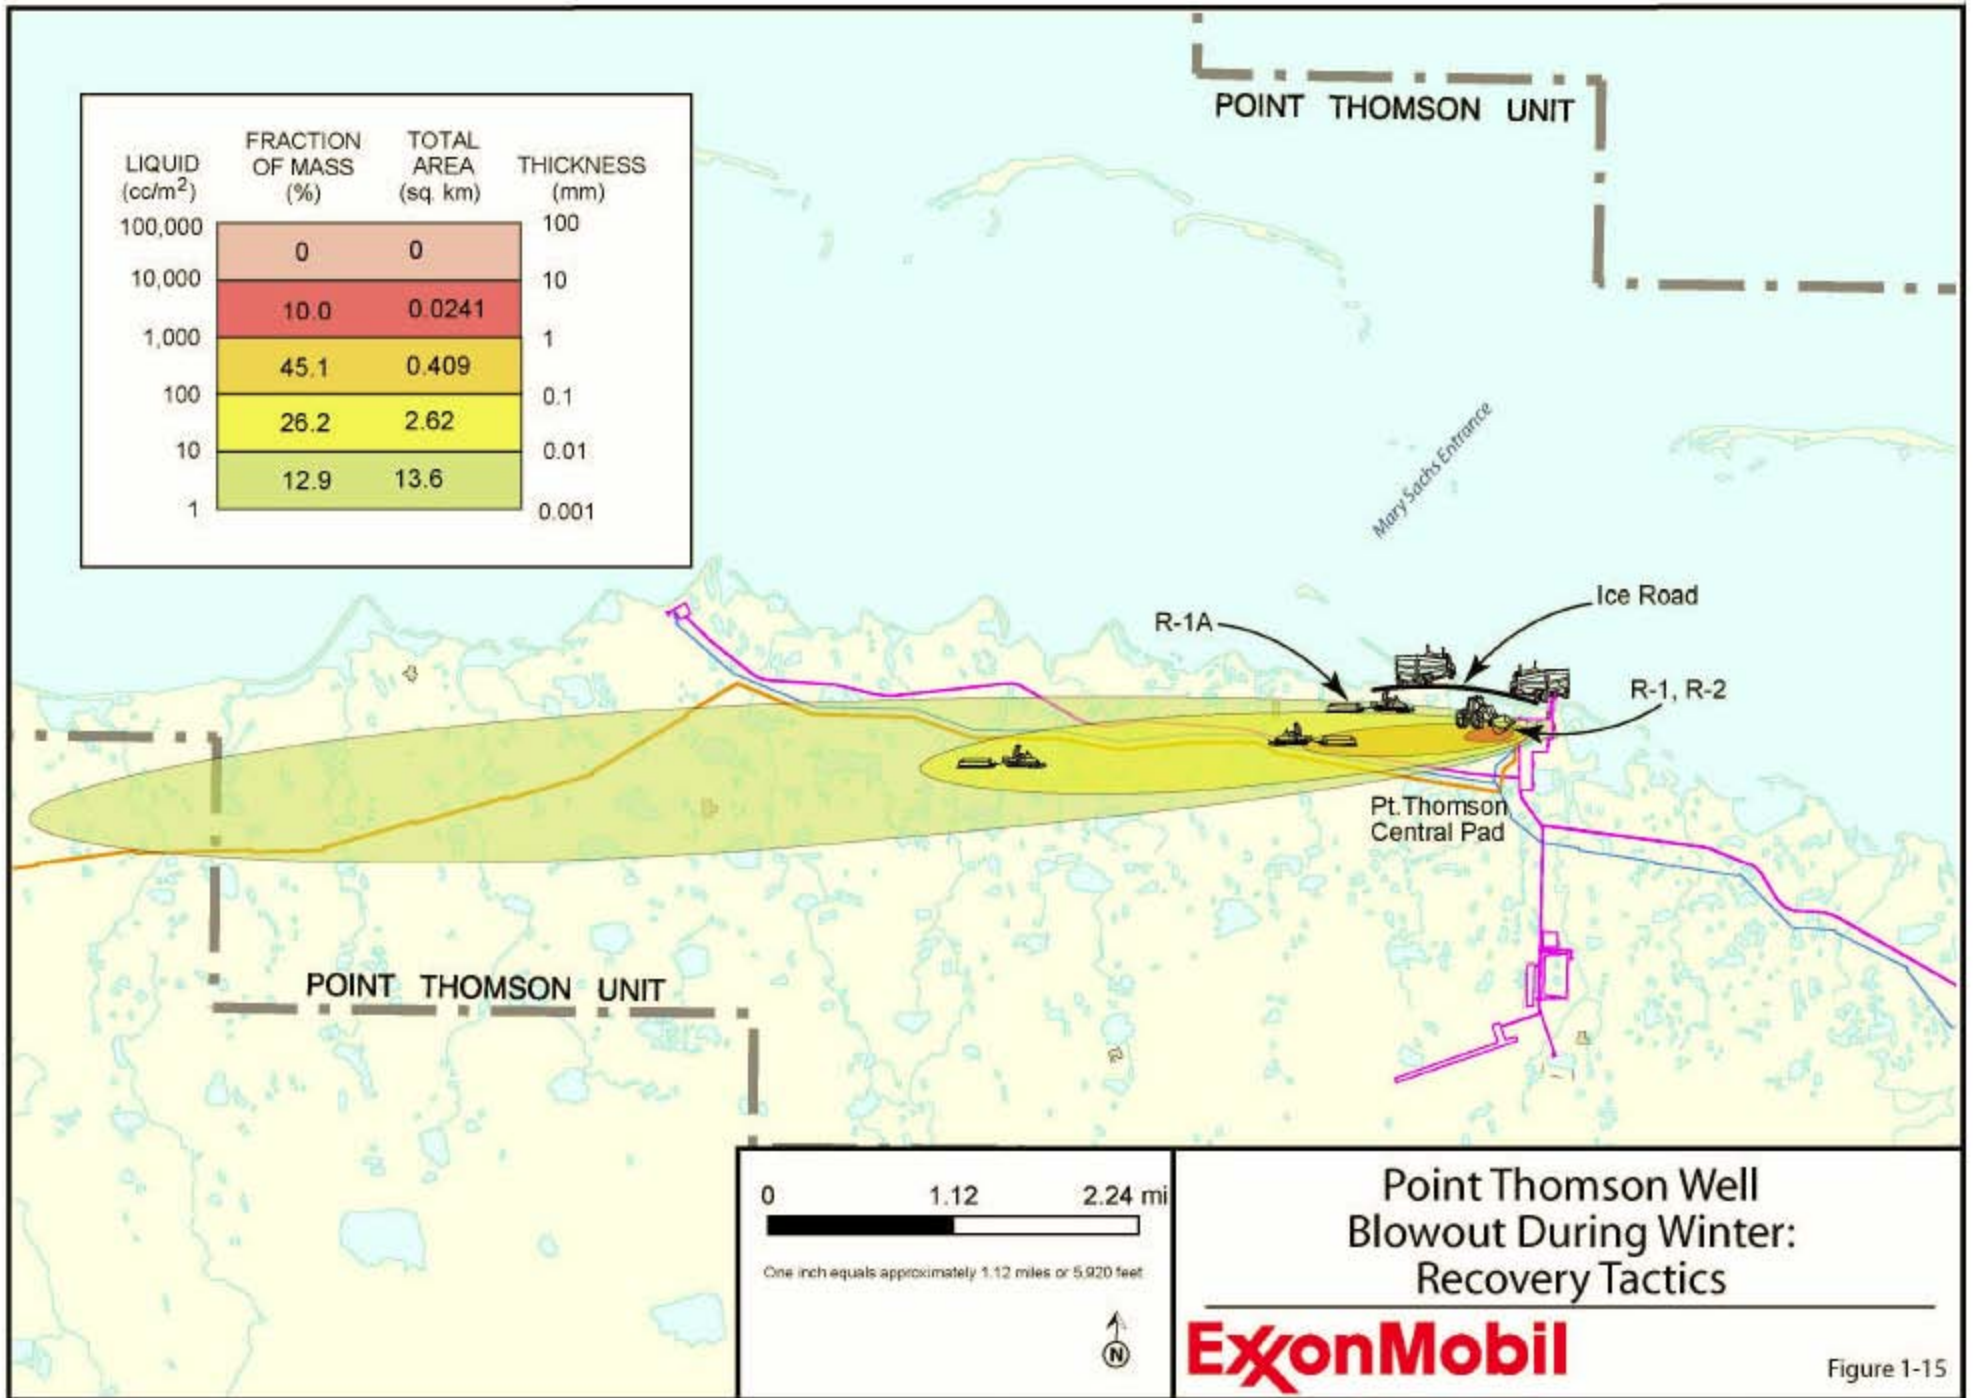 POINT THOMSON UNIT
LIQUID
(cc/m²)
FRACTION
OF MASS
(%)
TOTAL
AREA
(sq. km)
THICKNESS
(mm)
100,000
0 0
100
10,000
10.0 0.0241
10
1,000
45.1 0.409
1
100
26.2 2.62
0.1
10
12.9 13.6
0.01
1
0.001
Mary Sachs Entrance
Ice Road
R-1A
R-1, R-2
Pt.Thomson
Central Pad
POINT THOMSON UNIT
0 1.12 2.24 mi
One inch equals approximately 1.12 miles or 5,920 feet
N
Point Thomson Well
Blowout During Winter:
Recovery Tactics
ExxonMobil
Figure 1-15